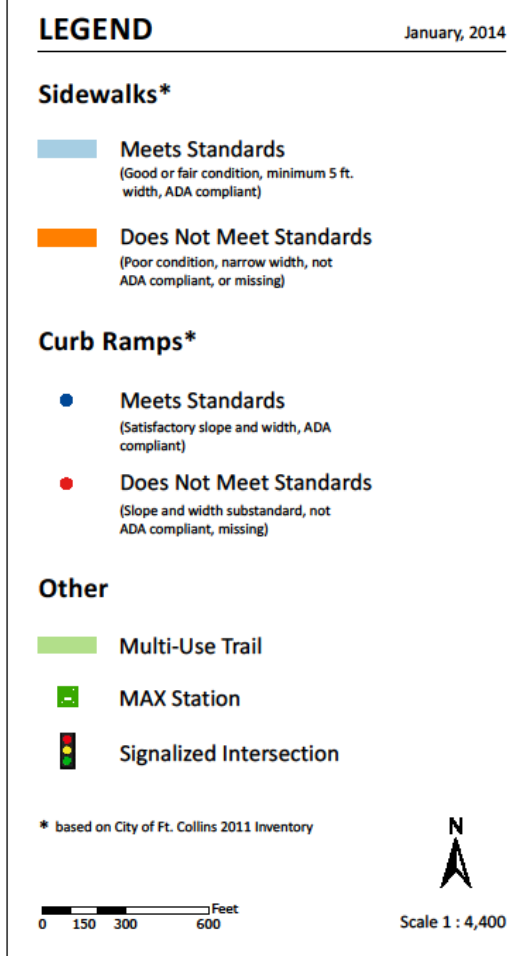 LEGEND
January, 2014
Sidewalks*
Meets Standards
(Good or fair condition, minimum 5 ft.
width, ADA compliant)
Does Not Meet Standards
(Poor condition, narrow width, not
ADA compliant, or missing)
Curb Ramps*
Meets Standards
(Satisfactory slope and width, ADA
compliant)
Does Not Meet Standards
(Slope and width substandard, not
ADA compliant, missing)
Other
Multi-Use Trail
MAX Station
Signalized Intersection
* based on City of Ft. Collins 2011 Inventory
N
Feet
0 150 300 600
Scale 1 : 4,400